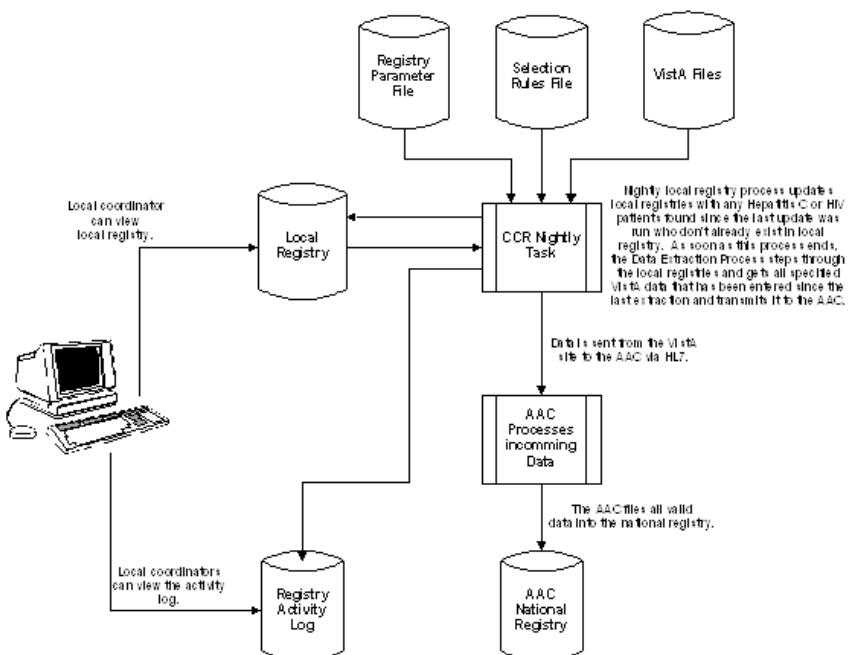 Registry
Parameter
File
Selection
Rules File
VistA Files
Local coordinator
can view
local registry.
Local
Registry
CCR Nightly
Task
Nightly local registry process updates
local registries with any Hepatitis C or HIV
patients found since the last update was
run who don't already exist in local
registry. As soon as this process ends,
the Data Extraction Process steps through
the local registries and gets all specified
VistA data that has been entered since the
last extraction and transmits it to the AAC.
Data is sent from the VistA
site to the AAC via HL7.
AAC
Processes
incomming
Data
The AAC files all valid
data into the national registry.
Local coordinators
can view the activity
log.
Registry
Activity
Log
AAC
National
Registry